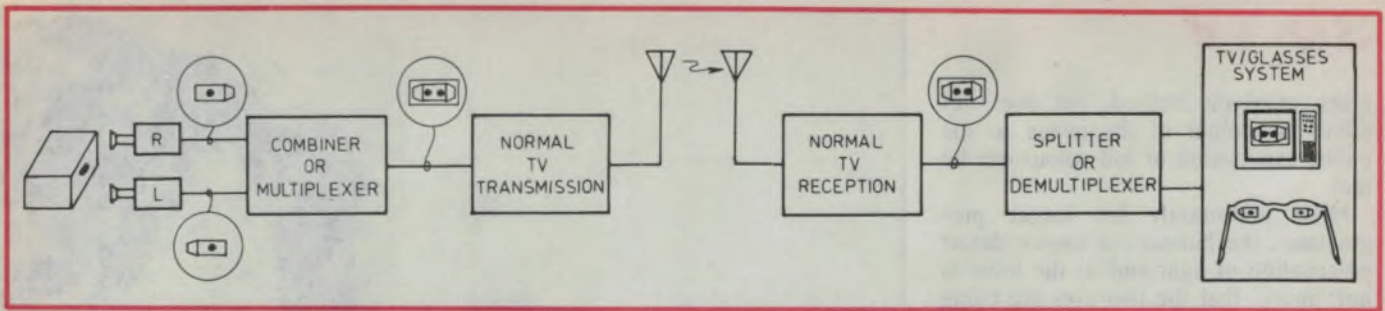 R
L
COMBINER
OR
MULTIPLEXER
NORMAL
TV
TRANSMISSION
NORMAL
TV
RECEPTION
SPLITTER
OR
DEMULTIPLEXER
TV/GLASSES
SYSTEM